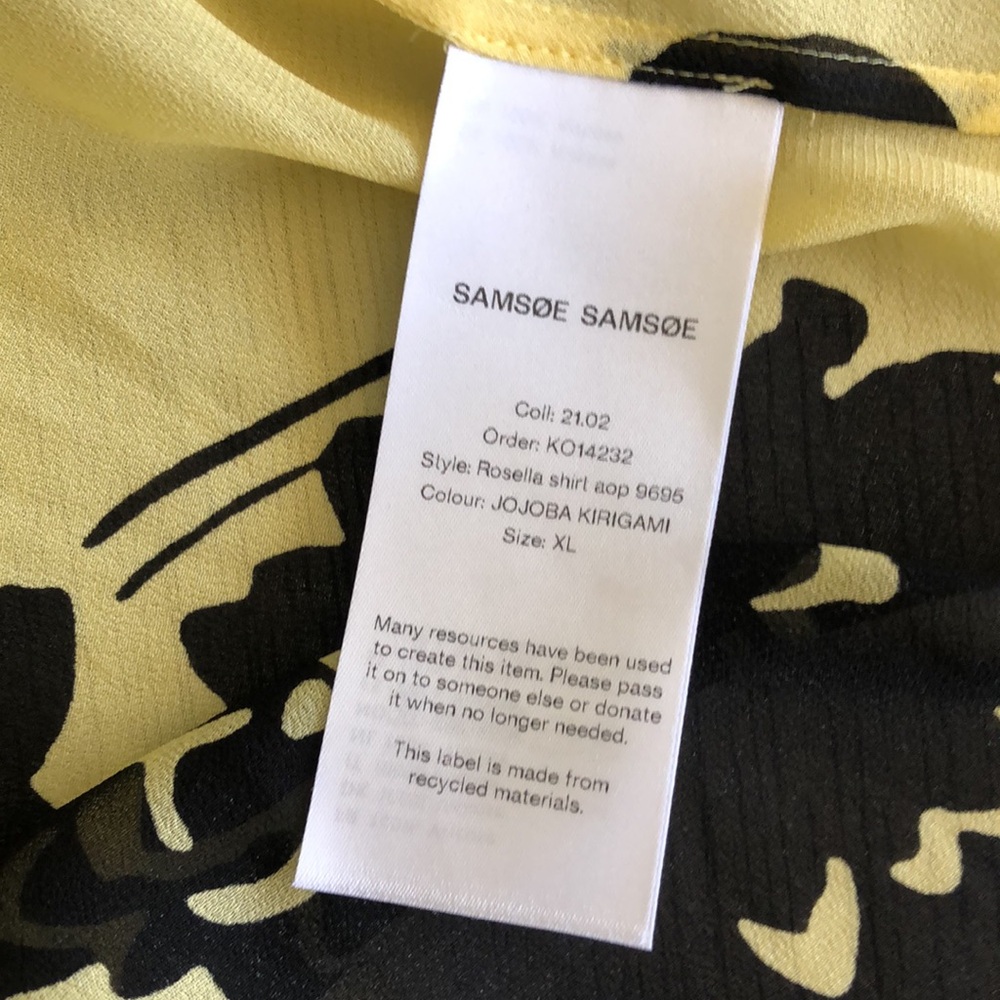 SAMSØE SAMSØE
Coll: 21.02
Order: KO14232
Style: Rosella shirt aop 9695
Colour: JOJOBA KIRIGAMI
Size: XL
Many resources have been used
to create this item. Please pass
it on to someone else or donate
it when no longer needed.
This label is made from
recycled materials.